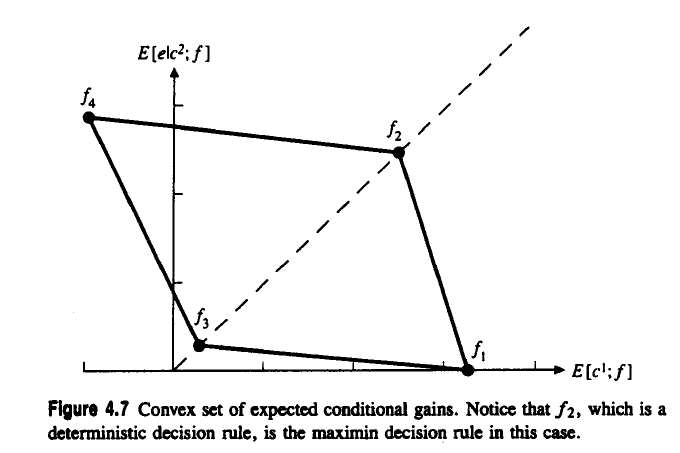 E[e|c²; f]
f₄
f₂
f₃
f₁
E[c¹; f]
Figure 4.7 Convex set of expected conditional gains. Notice that f₂, which is a
deterministic decision rule, is the maximin decision rule in this case.